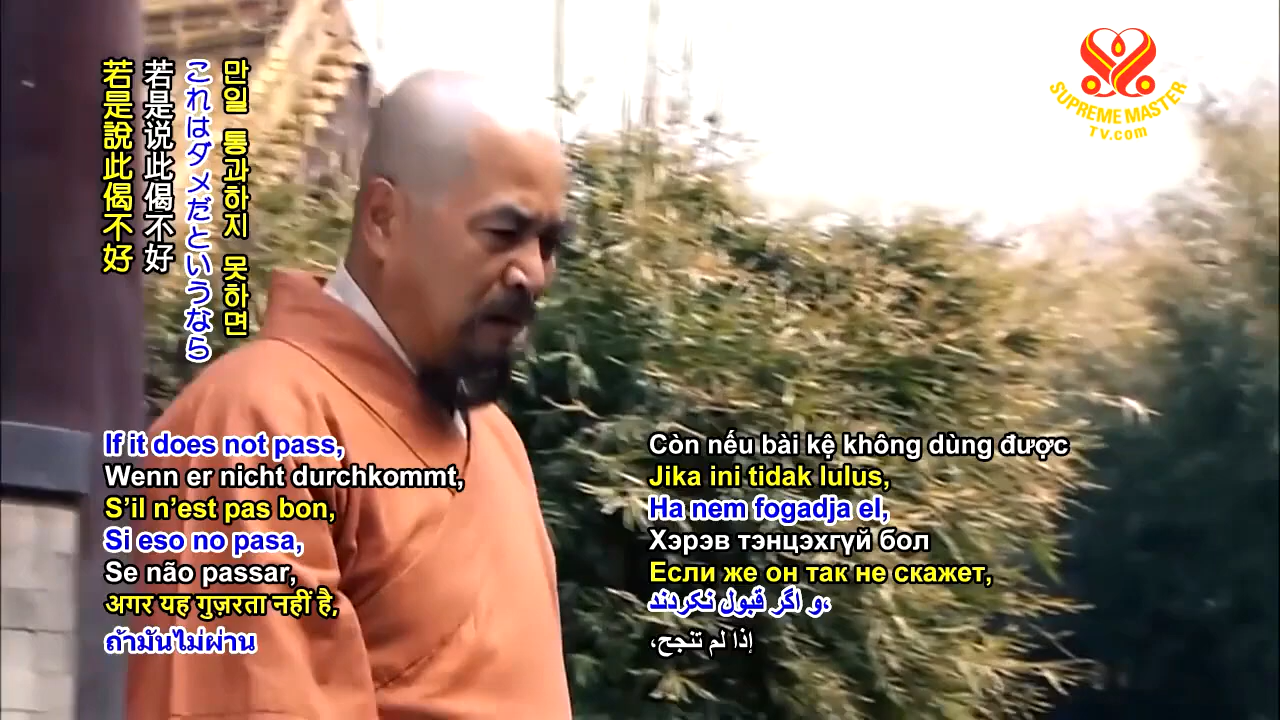 SUPREME MASTER
TV.com
만일 통과하지 못하면
これはダメだというなら
若是说此偈不好
若是說此偈不好
If it does not pass,
Wenn er nicht durchkommt,
S’il n’est pas bon,
Si eso no pasa,
Se não passar,
अगर यह गुज़रता नहीं है,
ถ้ามันไม่ผ่าน
Còn nếu bài kệ không dùng được
Jika ini tidak lulus,
Ha nem fogadja el,
Хэрэв тэнцэхгүй бол
Если же он так не скажет,
و اگر قبول نکردند،
إذا لم تنجح،